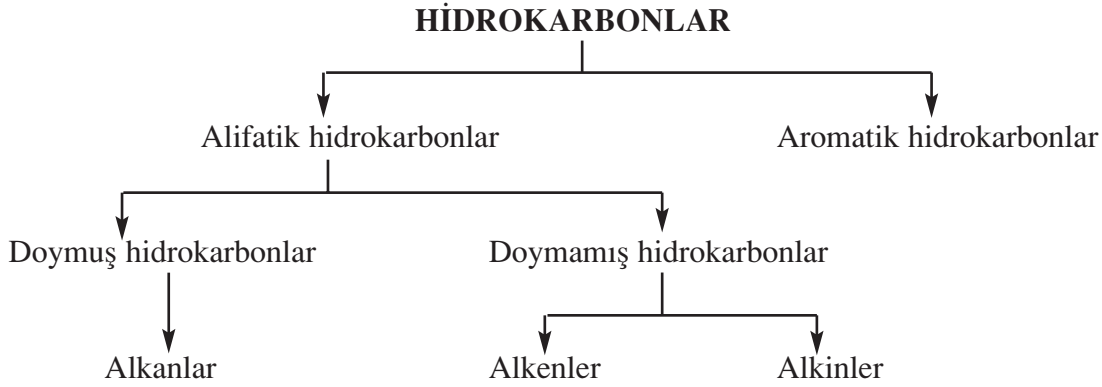 HİDROKARBONLAR
Alifatik hidrokarbonlar
Aromatik hidrokarbonlar
Doymuş hidrokarbonlar
Doymamış hidrokarbonlar
Alkanlar
Alkenler
Alkinler